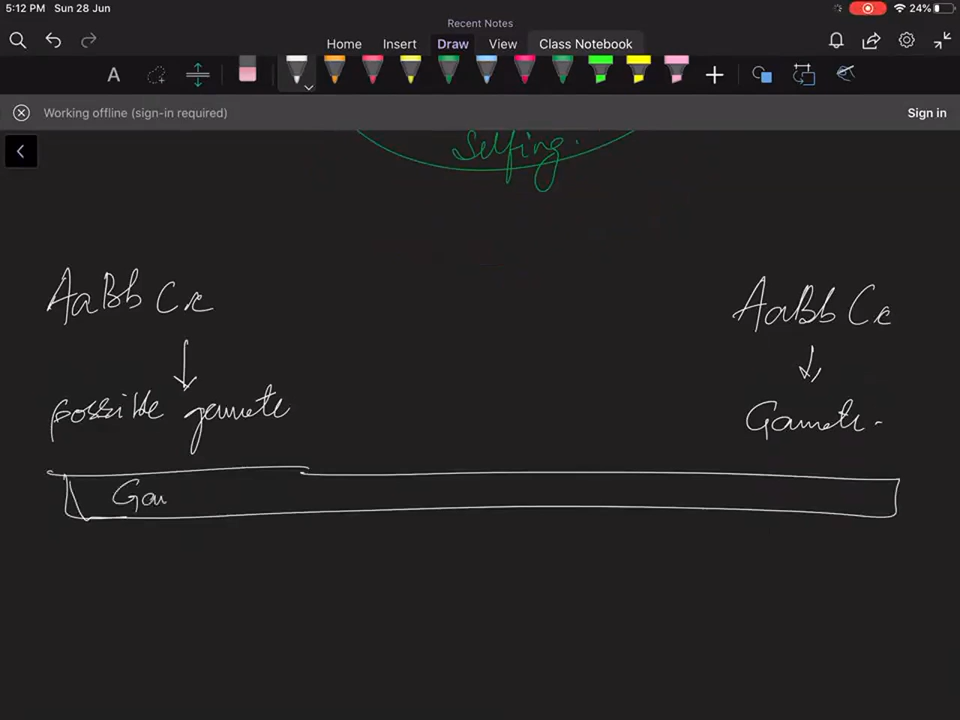 5:12 PM Sun 28 Jun 24%
Recent Notes
Home Insert Draw View Class Notebook
A
Working offline (sign-in required) Sign in
Selfing.
AaBb Cc AaBb Cc
possible gamete Gamete.
Gam